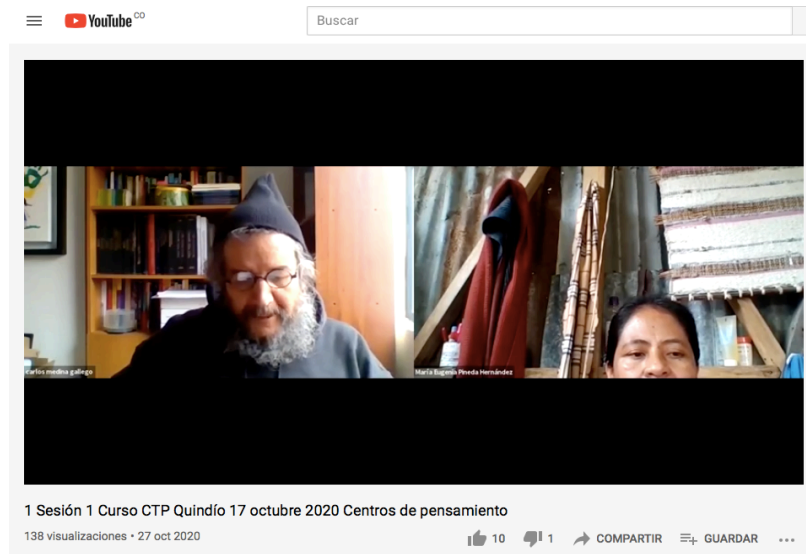 YouTube CO
Buscar
carlos medina gallego
María Eugenia Pineda Hernández
1 Sesión 1 Curso CTP Quindío 17 octubre 2020 Centros de pensamiento
138 visualizaciones • 27 oct 2020
10
1
COMPARTIR
GUARDAR